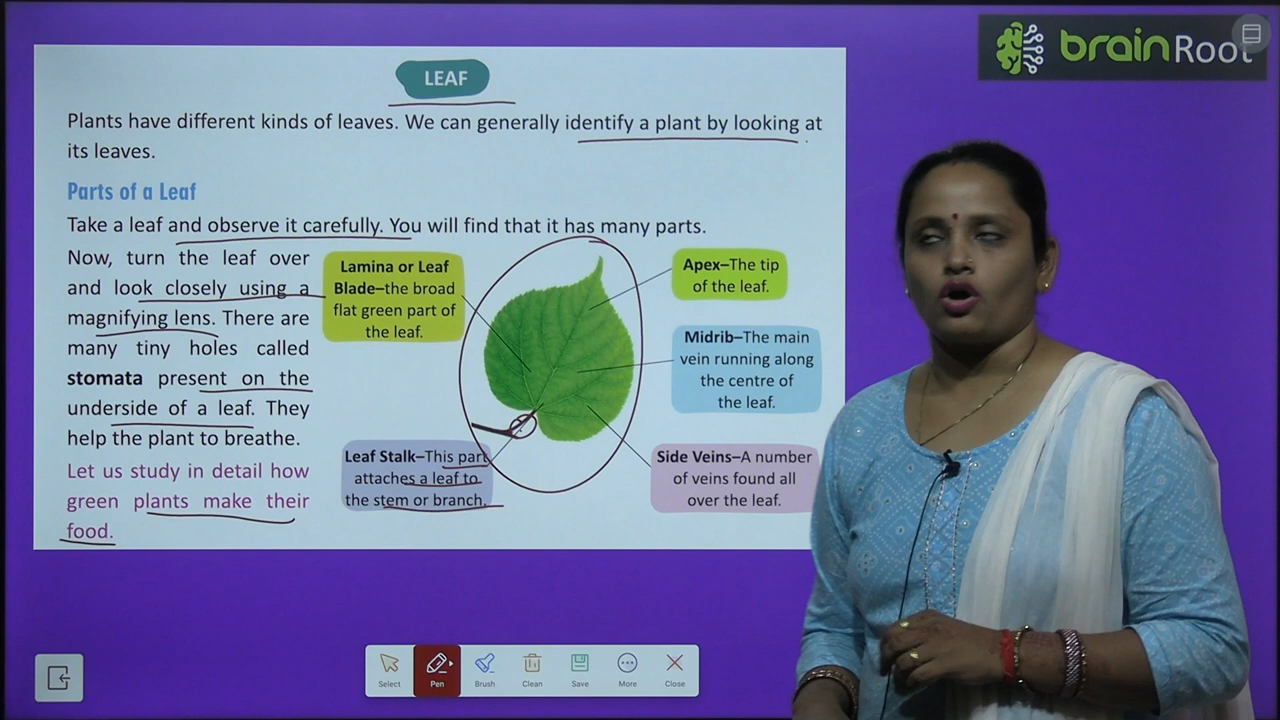 brainRoot
LEAF
Plants have different kinds of leaves. We can generally identify a plant by looking at
its leaves.
Parts of a Leaf
Take a leaf and observe it carefully. You will find that it has many parts.
Now, turn the leaf over
and look closely using a
magnifying lens. There are
many tiny holes called
stomata present on the
underside of a leaf. They
help the plant to breathe.
Let us study in detail how
green plants make their
food.
Lamina or Leaf
Blade–the broad
flat green part of
the leaf.
Apex–The tip
of the leaf.
Midrib–The main
vein running along
the centre of
the leaf.
Leaf Stalk–This part
attaches a leaf to
the stem or branch.
Side Veins–A number
of veins found all
over the leaf.
Select
Pen
Brush
Clean
Save
More
Close